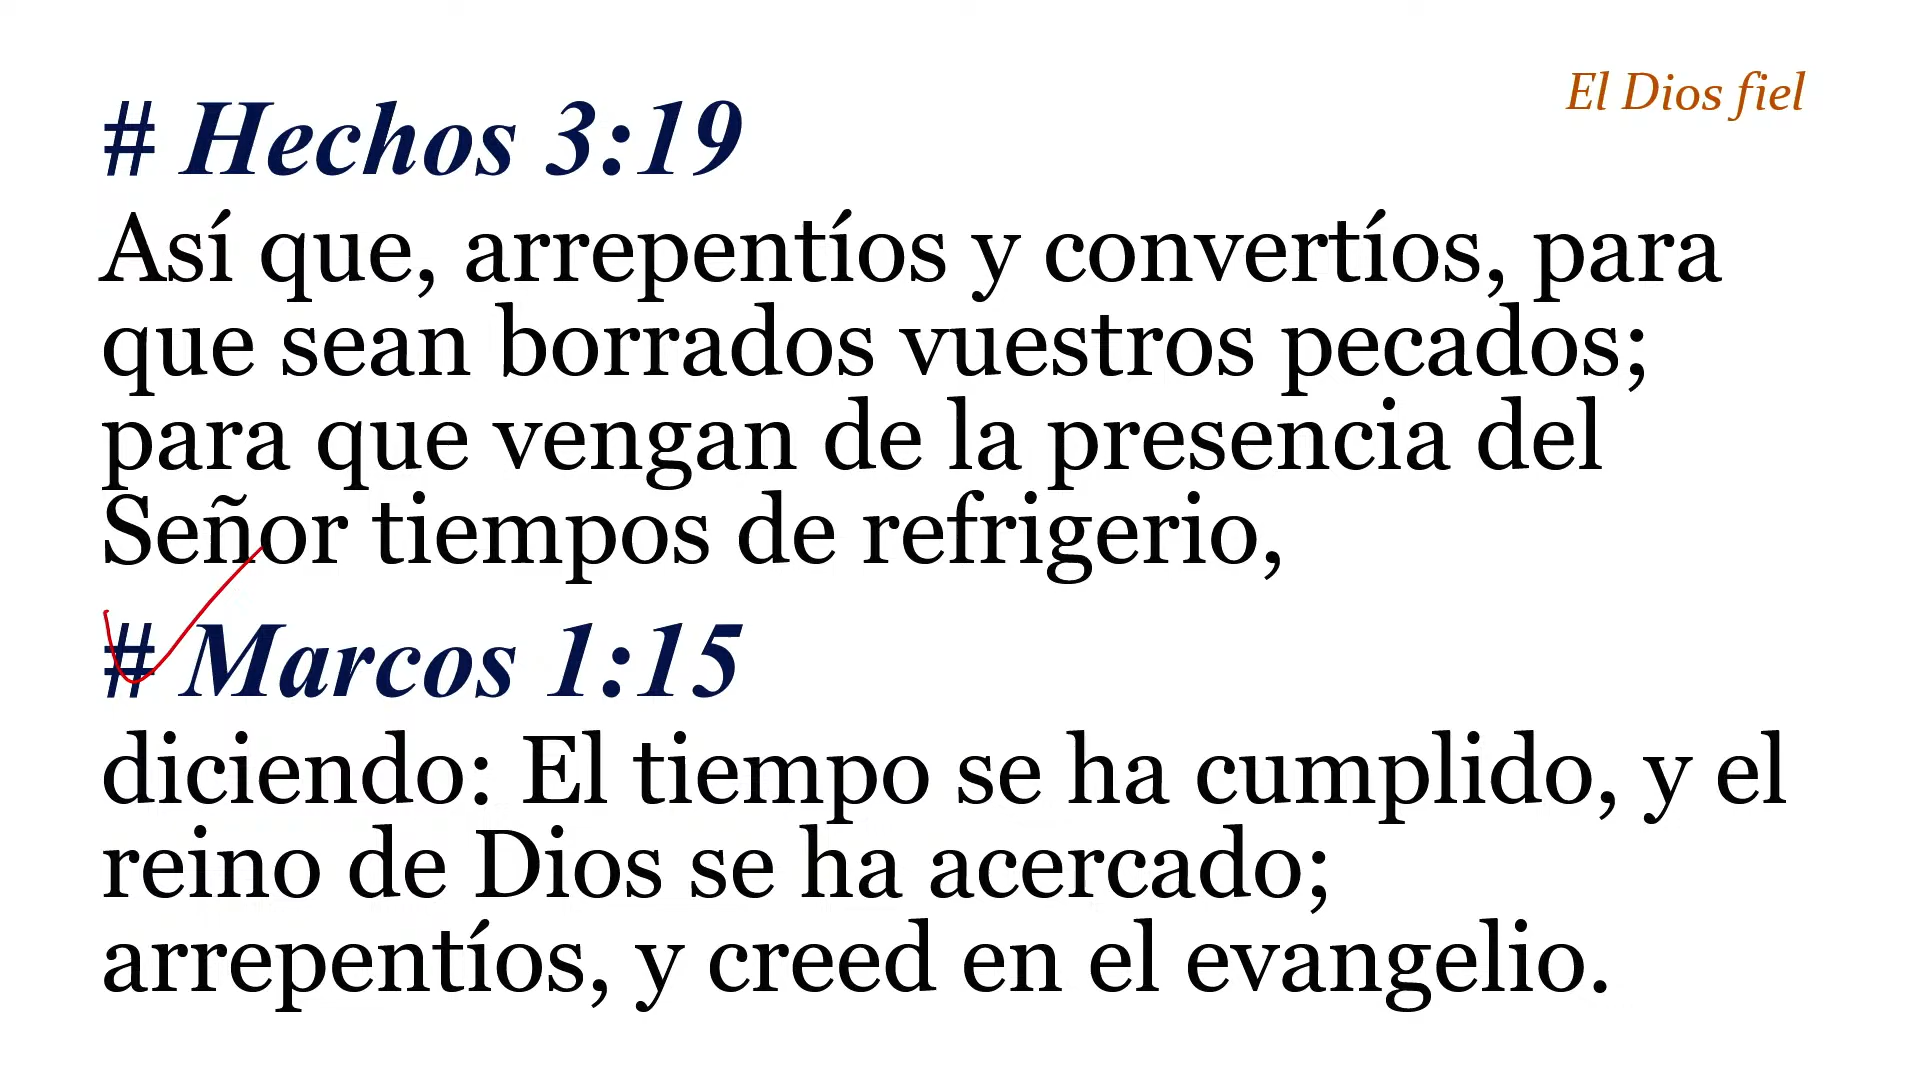 El Dios fiel
# Hechos 3:19
Así que, arrepentíos y convertíos, para
que sean borrados vuestros pecados;
para que vengan de la presencia del
Señor tiempos de refrigerio,
# Marcos 1:15
diciendo: El tiempo se ha cumplido, y el
reino de Dios se ha acercado;
arrepentíos, y creed en el evangelio.